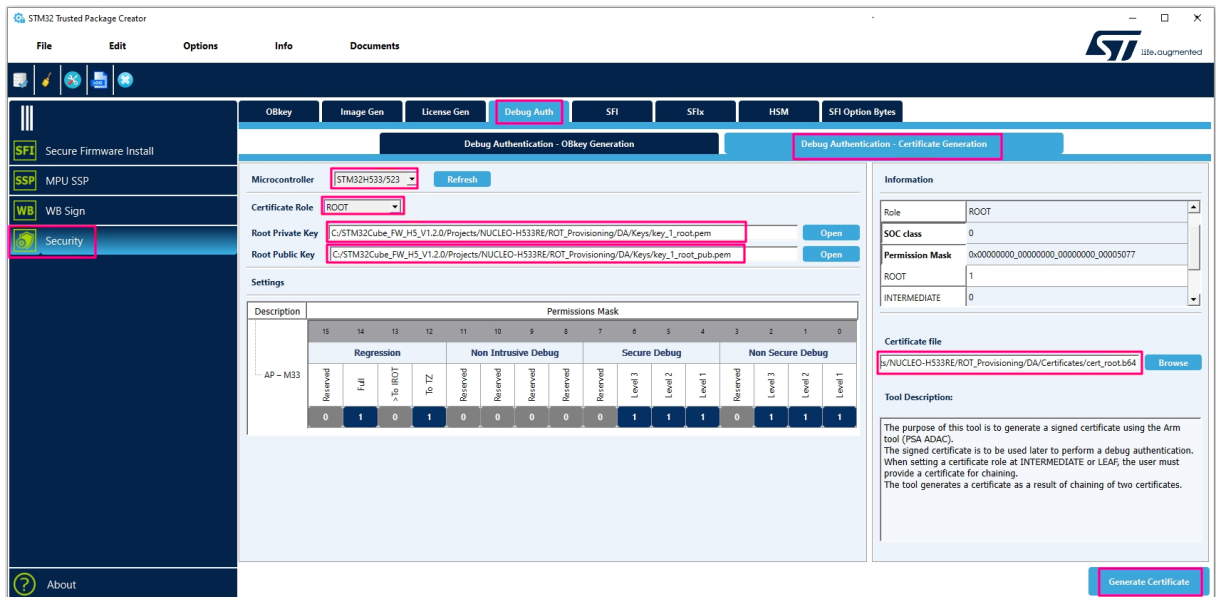 STM32 Trusted Package Creator
File Edit Options Info Documents
ST life.augmented
LOG
OBkey Image Gen License Gen Debug Auth SFI SFIx HSM SFI Option Bytes
Debug Authentication - OBkey Generation Debug Authentication - Certificate Generation
SFI Secure Firmware Install
SSP MPU SSP
WB WB Sign
Security
? About
Microcontroller STM32H533/523 Refresh
Certificate Role ROOT
Root Private Key C:/STM32Cube_FW_H5_V1.2.0/Projects/NUCLEO-H533RE/ROT_Provisioning/DA/Keys/key_1_root.pem Open
Root Public Key C:/STM32Cube_FW_H5_V1.2.0/Projects/NUCLEO-H533RE/ROT_Provisioning/DA/Keys/key_1_root_pub.pem Open
Settings
Description Permissions Mask
15 14 13 12 11 10 9 8 7 6 5 4 3 2 1 0
Regression Non Intrusive Debug Secure Debug Non Secure Debug
AP – M33 Reserved Full >To IROT To TZ Reserved Reserved Reserved Reserved Reserved Level 3 Level 2 Level 1 Reserved Level 3 Level 2 Level 1
0 1 0 1 0 0 0 0 0 1 1 1 0 1 1 1
Information
Role ROOT
SOC class 0
Permission Mask 0x00000000_00000000_00000000_00005077
ROOT 1
INTERMEDIATE 0
Certificate file
s/NUCLEO-H533RE/ROT_Provisioning/DA/Certificates/cert_root.b64 Browse
Tool Description:
The purpose of this tool is to generate a signed certificate using the Arm
tool (PSA ADAC).
The signed certificate is to be used later to perform a debug authentication.
When setting a certificate role at INTERMEDIATE or LEAF, the user must
provide a certificate for chaining.
The tool generates a certificate as a result of chaining of two certificates.
Generate Certificate